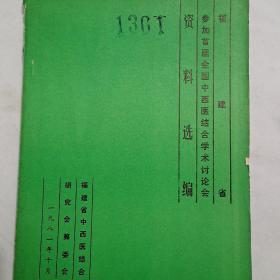 1361
福建省
参加首届全国中西医结合学术讨论会
资料选编
福建省中西医结合
研究会筹委会
一九八一年十月